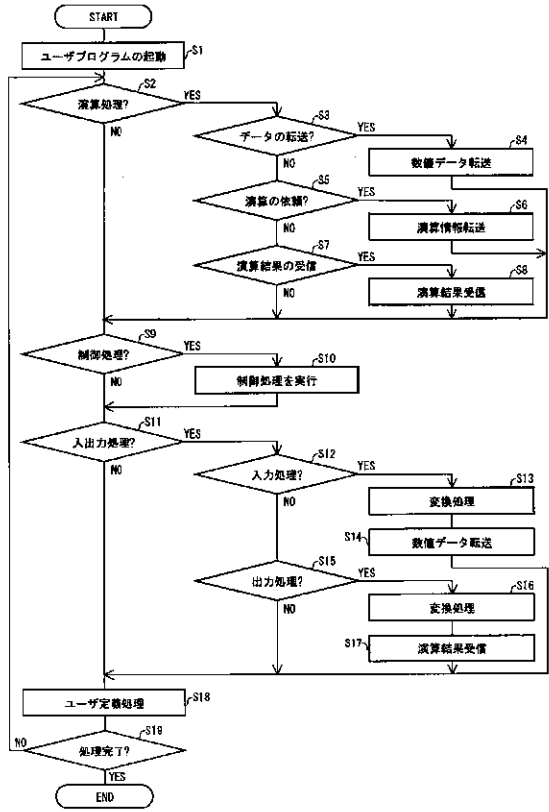 START
ユーザプログラムの起動
S1
演算処理?
S2
YES
NO
データの転送?
S3
YES
NO
数値データ転送
S4
演算の依頼?
S5
YES
NO
演算情報転送
S6
演算結果の受信
S7
YES
NO
演算結果受信
S8
制御処理?
S9
YES
NO
制御処理を実行
S10
入出力処理?
S11
YES
NO
入力処理?
S12
YES
NO
変換処理
S13
数値データ転送
S14
出力処理?
S15
YES
NO
変換処理
S16
演算結果受信
S17
ユーザ定義処理
S18
処理完了?
S19
NO
YES
END